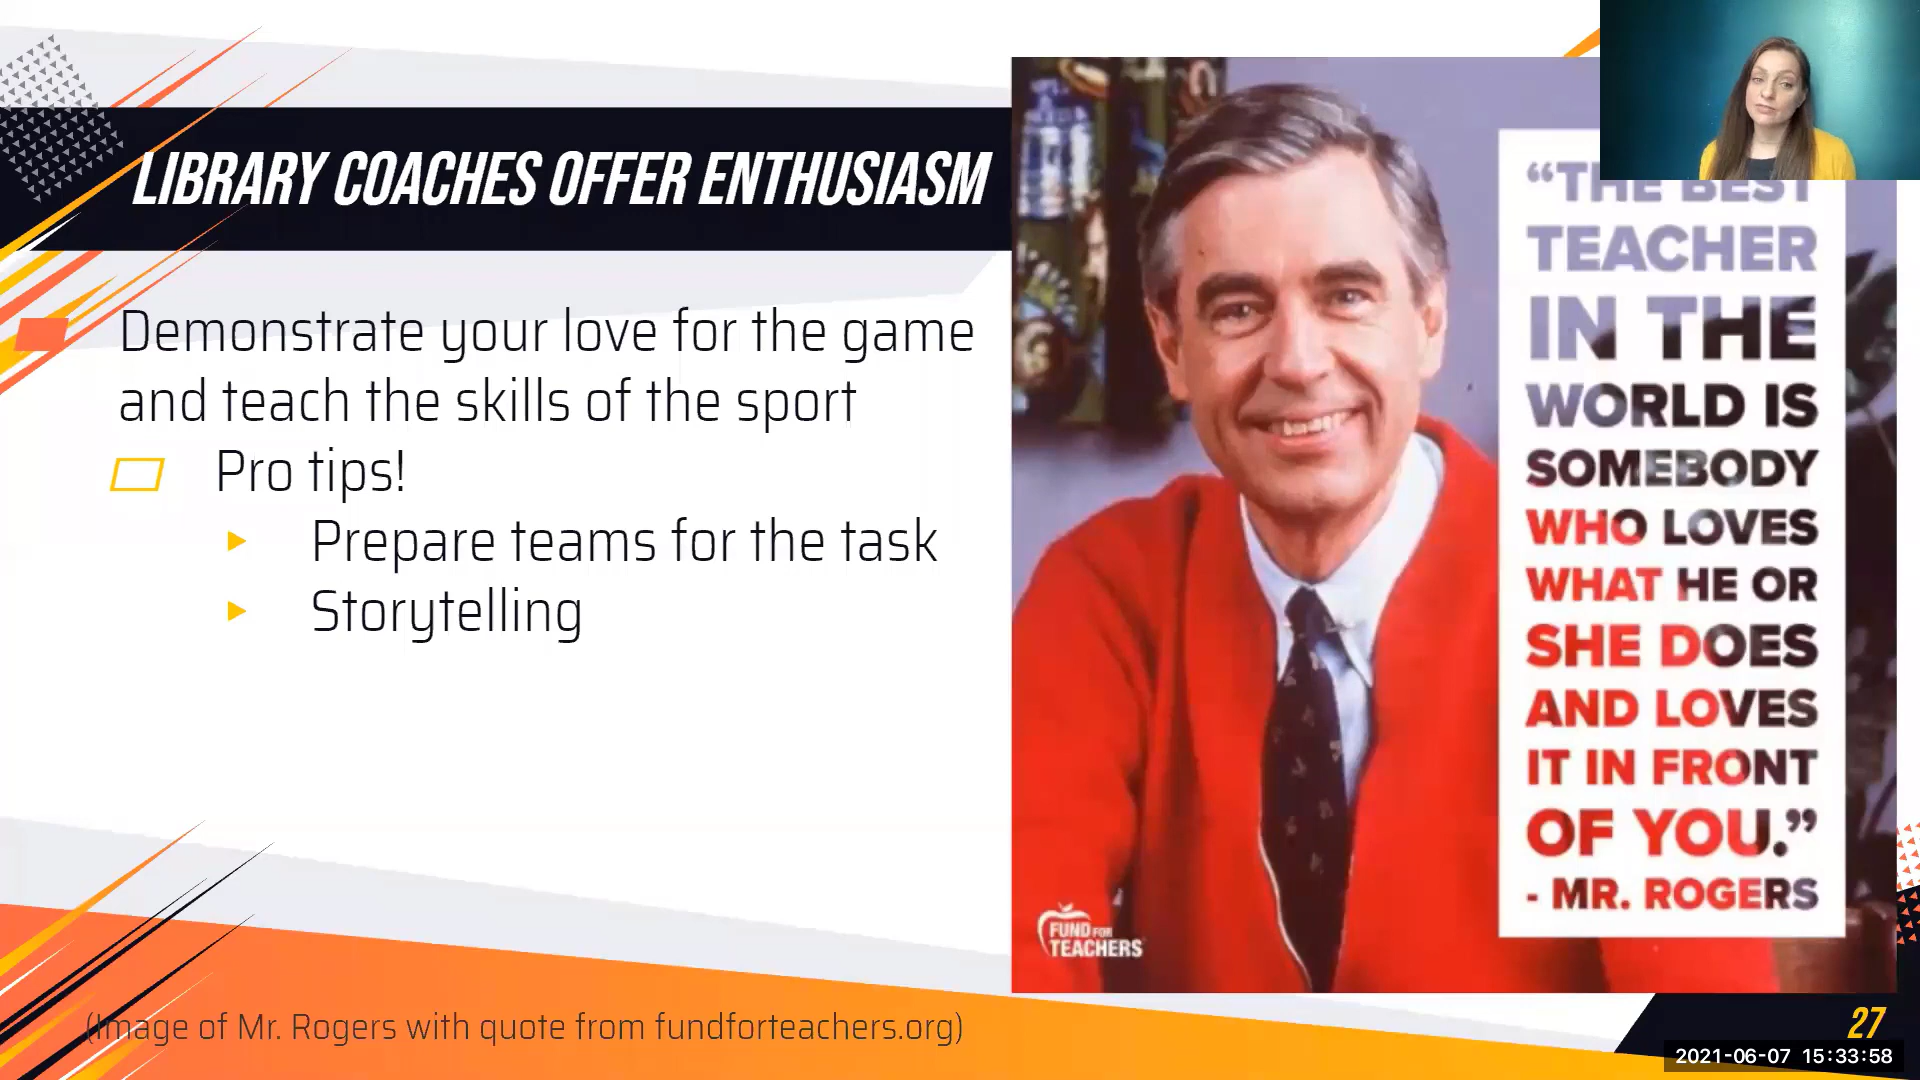 LIBRARY COACHES OFFER ENTHUSIASM
Demonstrate your love for the game
and teach the skills of the sport
Pro tips!
Prepare teams for the task
Storytelling
“THE BEST
TEACHER
IN THE
WORLD IS
SOMEBODY
WHO LOVES
WHAT HE OR
SHE DOES
AND LOVES
IT IN FRONT
OF YOU.”
- MR. ROGERS
FUND FOR
TEACHERS
(Image of Mr. Rogers with quote from fundforteachers.org)
27
2021-06-07 15:33:58